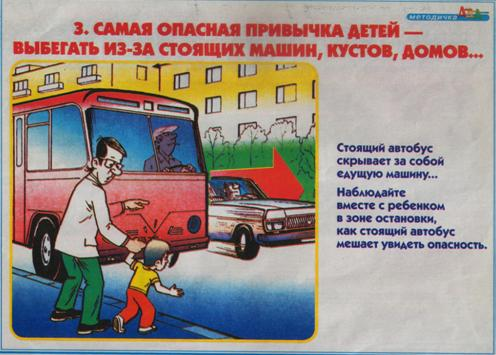 методичка
3. САМАЯ ОПАСНАЯ ПРИВЫЧКА ДЕТЕЙ —
ВЫБЕГАТЬ ИЗ-ЗА СТОЯЩИХ МАШИН, КУСТОВ, ДОМОВ...
Стоящий автобус
скрывает за собой
едущую машину...
Наблюдайте
вместе с ребенком
в зоне остановки,
как стоящий автобус
мешает увидеть опасность.